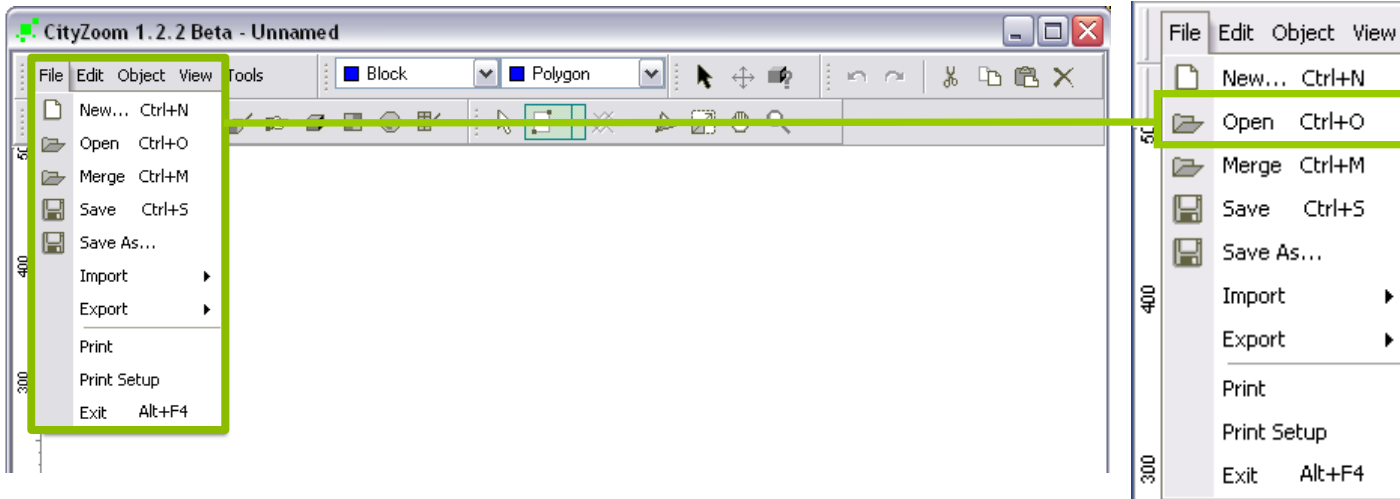 CityZoom 1.2.2 Beta - Unnamed
File Edit Object View Tools Block Polygon
New... Ctrl+N
Open Ctrl+O
Merge Ctrl+M
Save Ctrl+S
Save As...
Import
Export
Print
Print Setup
Exit Alt+F4
50
400
300
File Edit Object View
New... Ctrl+N
Open Ctrl+O
Merge Ctrl+M
Save Ctrl+S
Save As...
Import
Export
Print
Print Setup
Exit Alt+F4
50
400
300